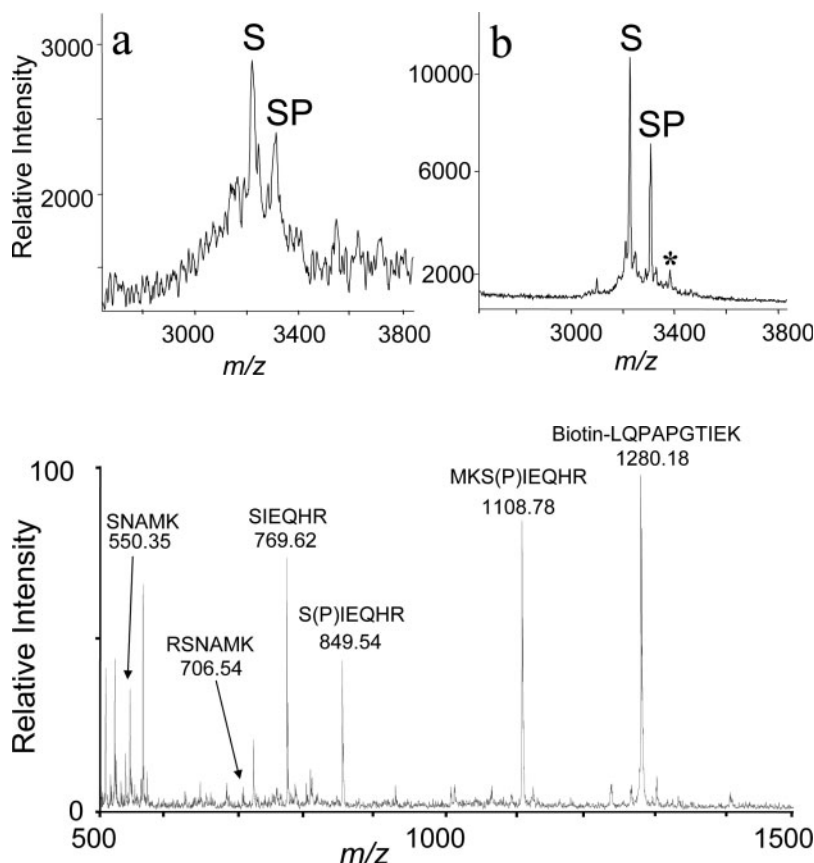 a
S
SP
3000
2000
Relative Intensity
3000 3400 3800
m/z
b
S
SP
*
10000
6000
2000
3000 3400 3800
m/z
Biotin-LQPAPGTIEK
1280.18
MKS(P)IEQHR
1108.78
SNAMK
550.35
SIEQHR
769.62
S(P)IEQHR
849.54
RSNAMK
706.54
100
0
Relative Intensity
500 1000 1500
m/z